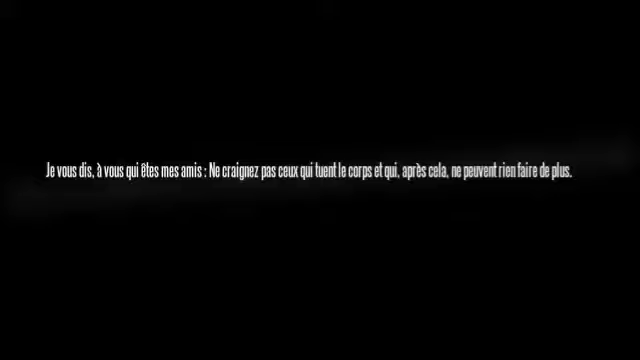 Je vous dis, à vous qui êtes mes amis : Ne craignez pas ceux qui tuent le corps et qui, après cela, ne peuvent rien faire de plus.